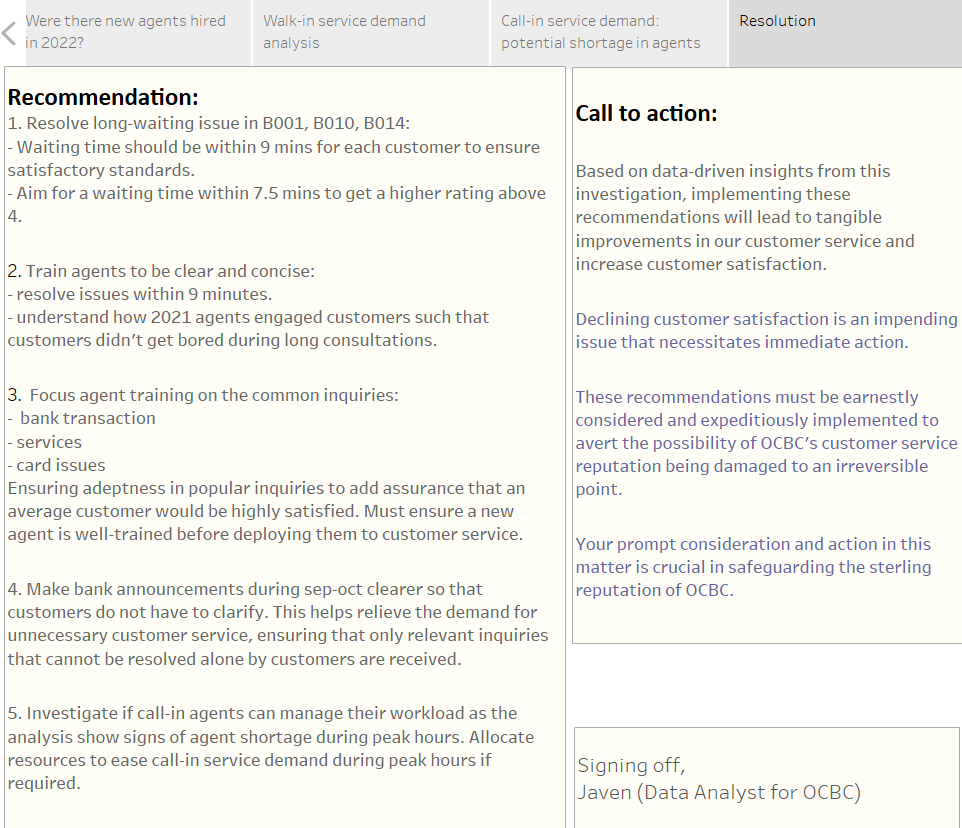 Were there new agents hired
in 2022?
Walk-in service demand
analysis
Call-in service demand:
potential shortage in agents
Resolution
Recommendation:
1. Resolve long-waiting issue in B001, B010, B014:
- Waiting time should be within 9 mins for each customer to ensure
satisfactory standards.
- Aim for a waiting time within 7.5 mins to get a higher rating above
4.
2. Train agents to be clear and concise:
- resolve issues within 9 minutes.
- understand how 2021 agents engaged customers such that
customers didn’t get bored during long consultations.
3.  Focus agent training on the common inquiries:
-  bank transaction
- services
- card issues
Ensuring adeptness in popular inquiries to add assurance that an
average customer would be highly satisfied. Must ensure a new
agent is well-trained before deploying them to customer service.
4. Make bank announcements during sep-oct clearer so that
customers do not have to clarify. This helps relieve the demand for
unnecessary customer service, ensuring that only relevant inquiries
that cannot be resolved alone by customers are received.
5. Investigate if call-in agents can manage their workload as the
analysis show signs of agent shortage during peak hours. Allocate
resources to ease call-in service demand during peak hours if
required.
Call to action:
Based on data-driven insights from this
investigation, implementing these
recommendations will lead to tangible
improvements in our customer service and
increase customer satisfaction.
Declining customer satisfaction is an impending
issue that necessitates immediate action.
These recommendations must be earnestly
considered and expeditiously implemented to
avert the possibility of OCBC’s customer service
reputation being damaged to an irreversible
point.
Your prompt consideration and action in this
matter is crucial in safeguarding the sterling
reputation of OCBC.
Signing off,
Javen (Data Analyst for OCBC)